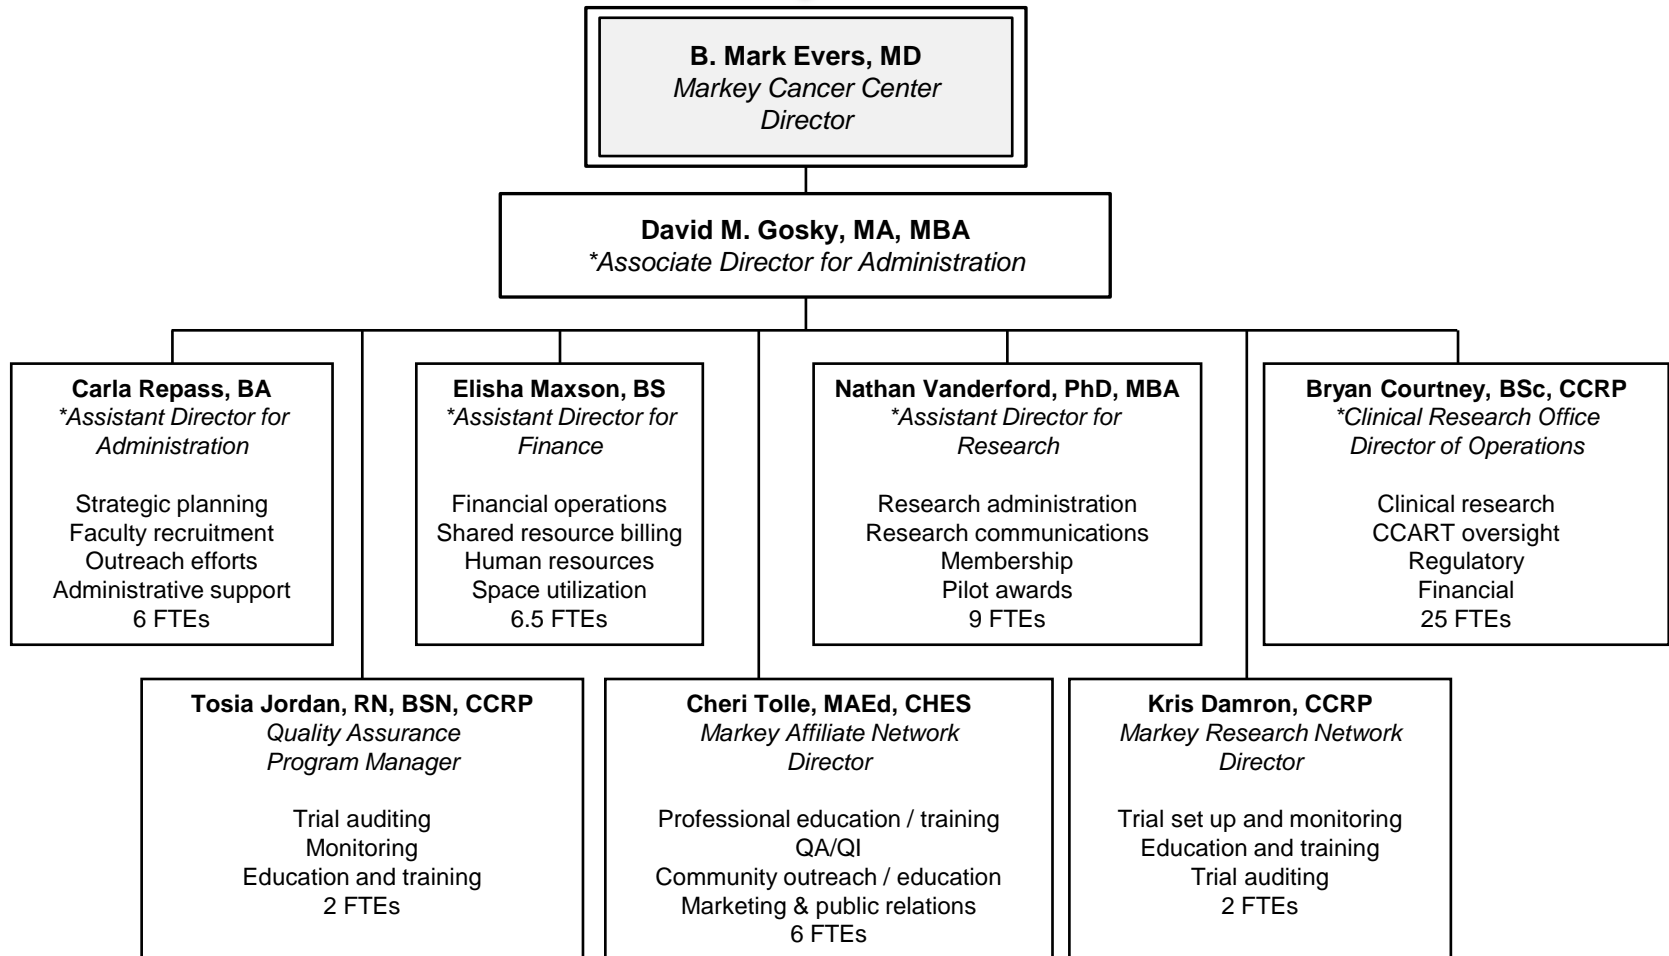 B. Mark Evers, MD
Markey Cancer Center
Director
David M. Gosky, MA, MBA
*Associate Director for Administration
Carla Repass, BA
*Assistant Director for
Administration
Strategic planning
Faculty recruitment
Outreach efforts
Administrative support
6 FTEs
Elisha Maxson, BS
*Assistant Director for
Finance
Financial operations
Shared resource billing
Human resources
Space utilization
6.5 FTEs
Nathan Vanderford, PhD, MBA
*Assistant Director for
Research
Research administration
Research communications
Membership
Pilot awards
9 FTEs
Bryan Courtney, BSc, CCRP
*Clinical Research Office
Director of Operations
Clinical research
CCART oversight
Regulatory
Financial
25 FTEs
Tosia Jordan, RN, BSN, CCRP
Quality Assurance
Program Manager
Trial auditing
Monitoring
Education and training
2 FTEs
Cheri Tolle, MAEd, CHES
Markey Affiliate Network
Director
Professional education / training
QA/QI
Community outreach / education
Marketing & public relations
6 FTEs
Kris Damron, CCRP
Markey Research Network
Director
Trial set up and monitoring
Education and training
Trial auditing
2 FTEs